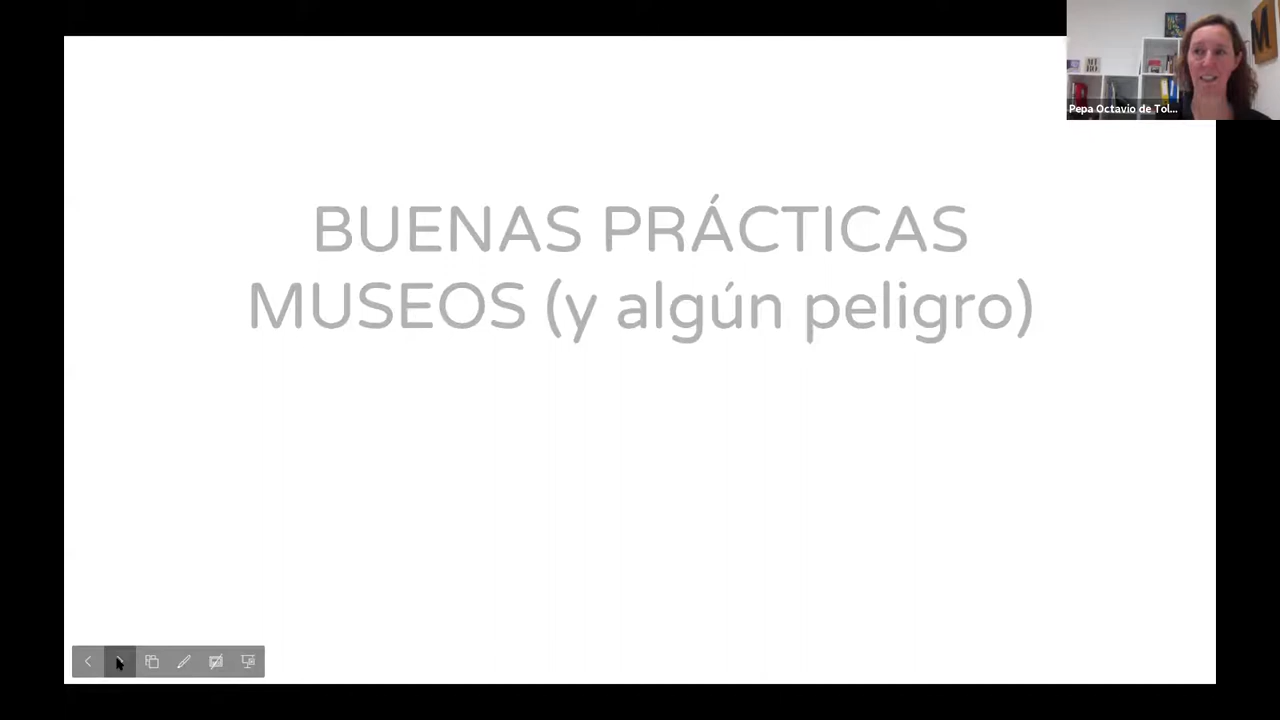 BUENAS PRÁCTICAS
MUSEOS (y algún peligro)
Pepa Octavio de Tol...
M